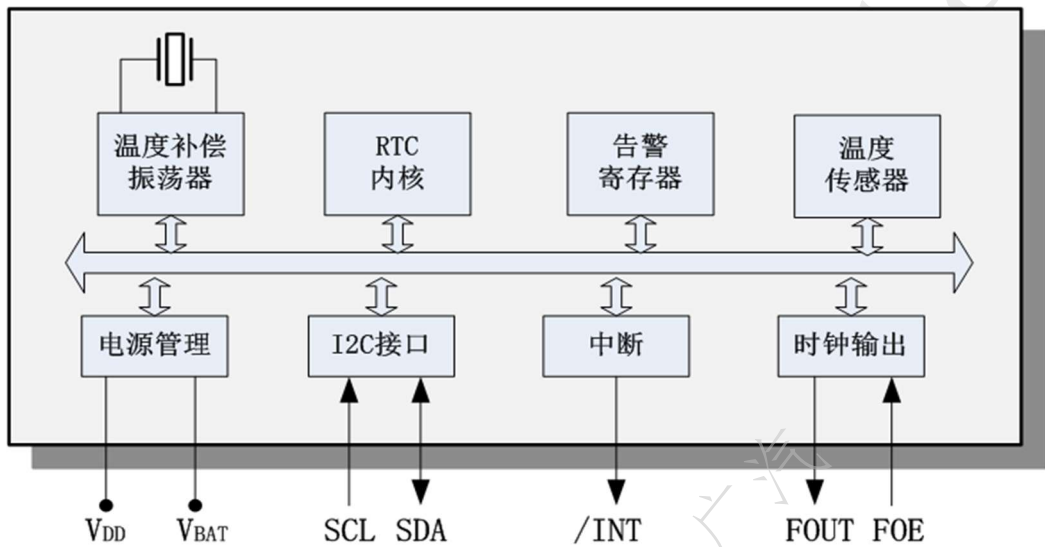 温度补偿
振荡器
RTC
内核
告警
寄存器
温度
传感器
电源管理
I2C接口
中断
时钟输出
VDD
VBAT
SCL
SDA
/INT
FOUT
FOE
广汽